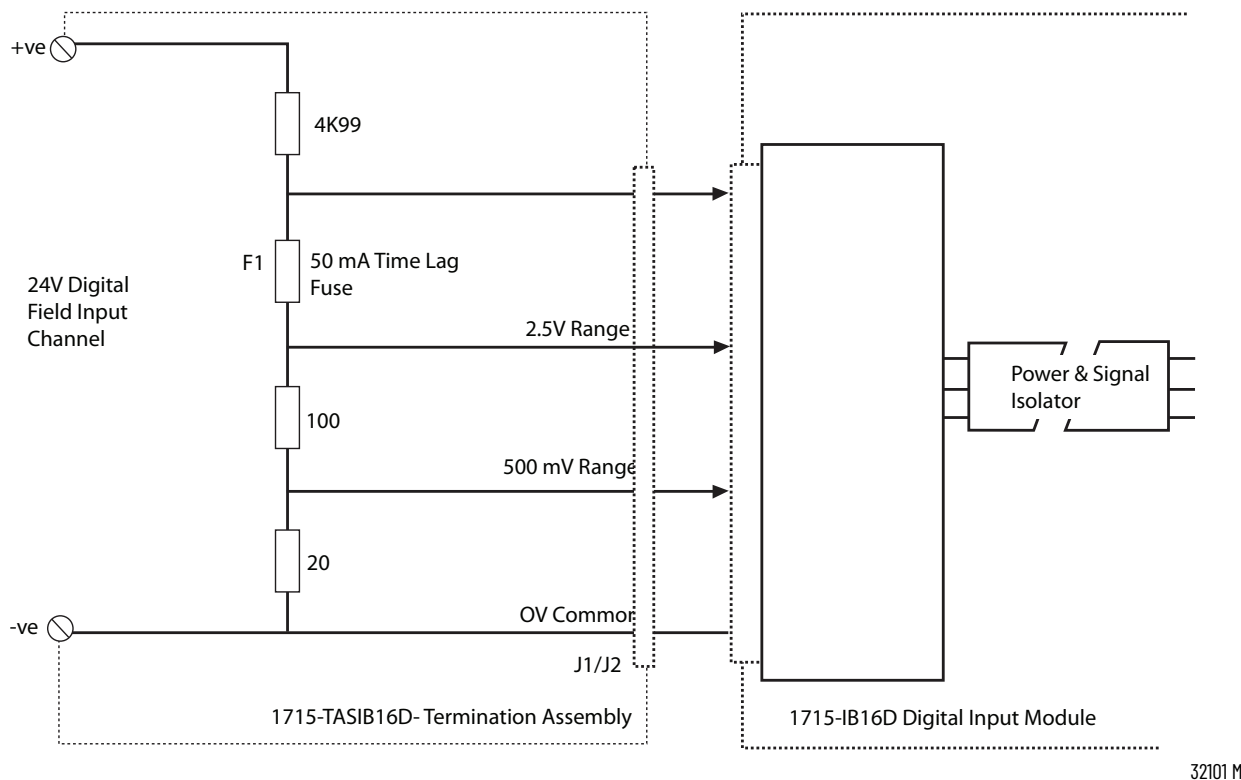 +ve
4K99
F1
50 mA Time Lag
Fuse
24V Digital
Field Input
Channel
2.5V Range
100
500 mV Range
20
0V Common
-ve
J1/J2
1715-TASIB16D- Termination Assembly
Power & Signal
Isolator
1715-IB16D Digital Input Module
32101 M